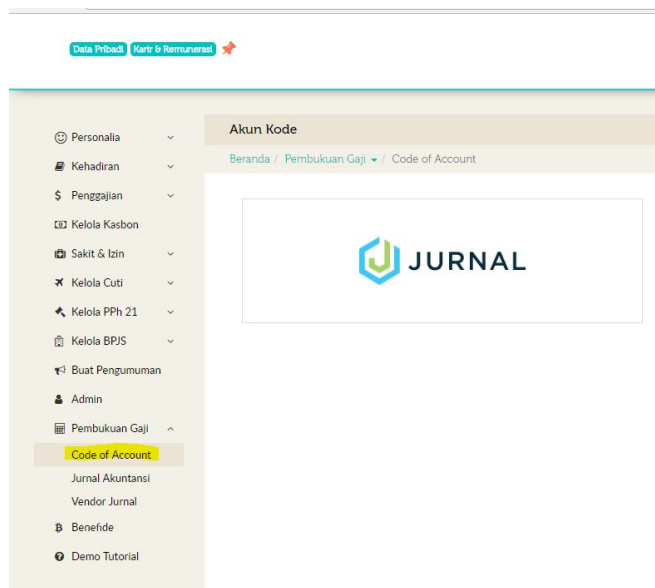 Data Pribadi Karir & Remunerasi
Akun Kode
Beranda / Pembukuan Gaji / Code of Account
JURNAL
Personalia
Kehadiran
Penggajian
Kelola Kasbon
Sakit & Izin
Kelola Cuti
Kelola PPh 21
Kelola BPJS
Buat Pengumuman
Admin
Pembukuan Gaji
Code of Account
Jurnal Akuntansi
Vendor Jurnal
Benefide
Demo Tutorial